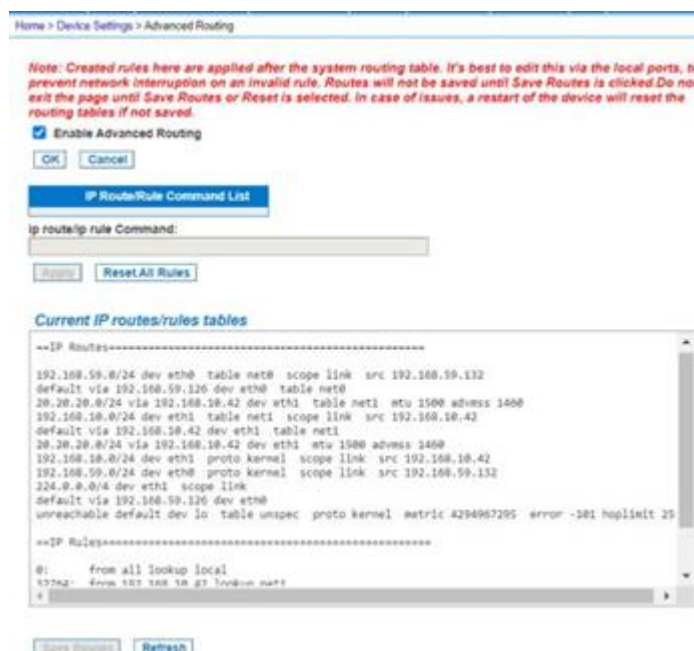 Home > Device Settings > Advanced Routing
Note: Created rules here are applied after the system routing table. It's best to edit this via the local ports, t
prevent network interruption on an invalid rule. Routes will not be saved until Save Routes is clicked.Do no
exit the page until Save Routes or Reset is selected. In case of issues, a restart of the device will reset the
routing tables if not saved.
Enable Advanced Routing
OK Cancel
IP Route/Rule Command List
ip route/ip rule Command:
Apply Reset All Rules
Current IP routes/rules tables
==IP Routes================================================
192.168.59.0/24 dev eth0 table net0 scope link src 192.168.59.132
default via 192.168.59.126 dev eth0 table net0
20.20.20.0/24 via 192.168.10.42 dev eth1 table net1 mtu 1500 advmss 1460
192.168.10.0/24 dev eth1 table net1 scope link src 192.168.10.42
default via 192.168.10.42 dev eth1 table net1
20.20.20.0/24 via 192.168.10.42 dev eth1 mtu 1500 advmss 1460
192.168.10.0/24 dev eth1 proto kernel scope link src 192.168.10.42
192.168.59.0/24 dev eth0 proto kernel scope link src 192.168.59.132
224.0.0.0/4 dev eth1 scope link
default via 192.168.59.126 dev eth0
unreachable default dev lo table unspec proto kernel metric 4294967295 error -101 hoplimit 25
==IP Rules=================================================
0: from all lookup local
32764: from 192.168.10.42 lookup net1
Save Routes Refresh